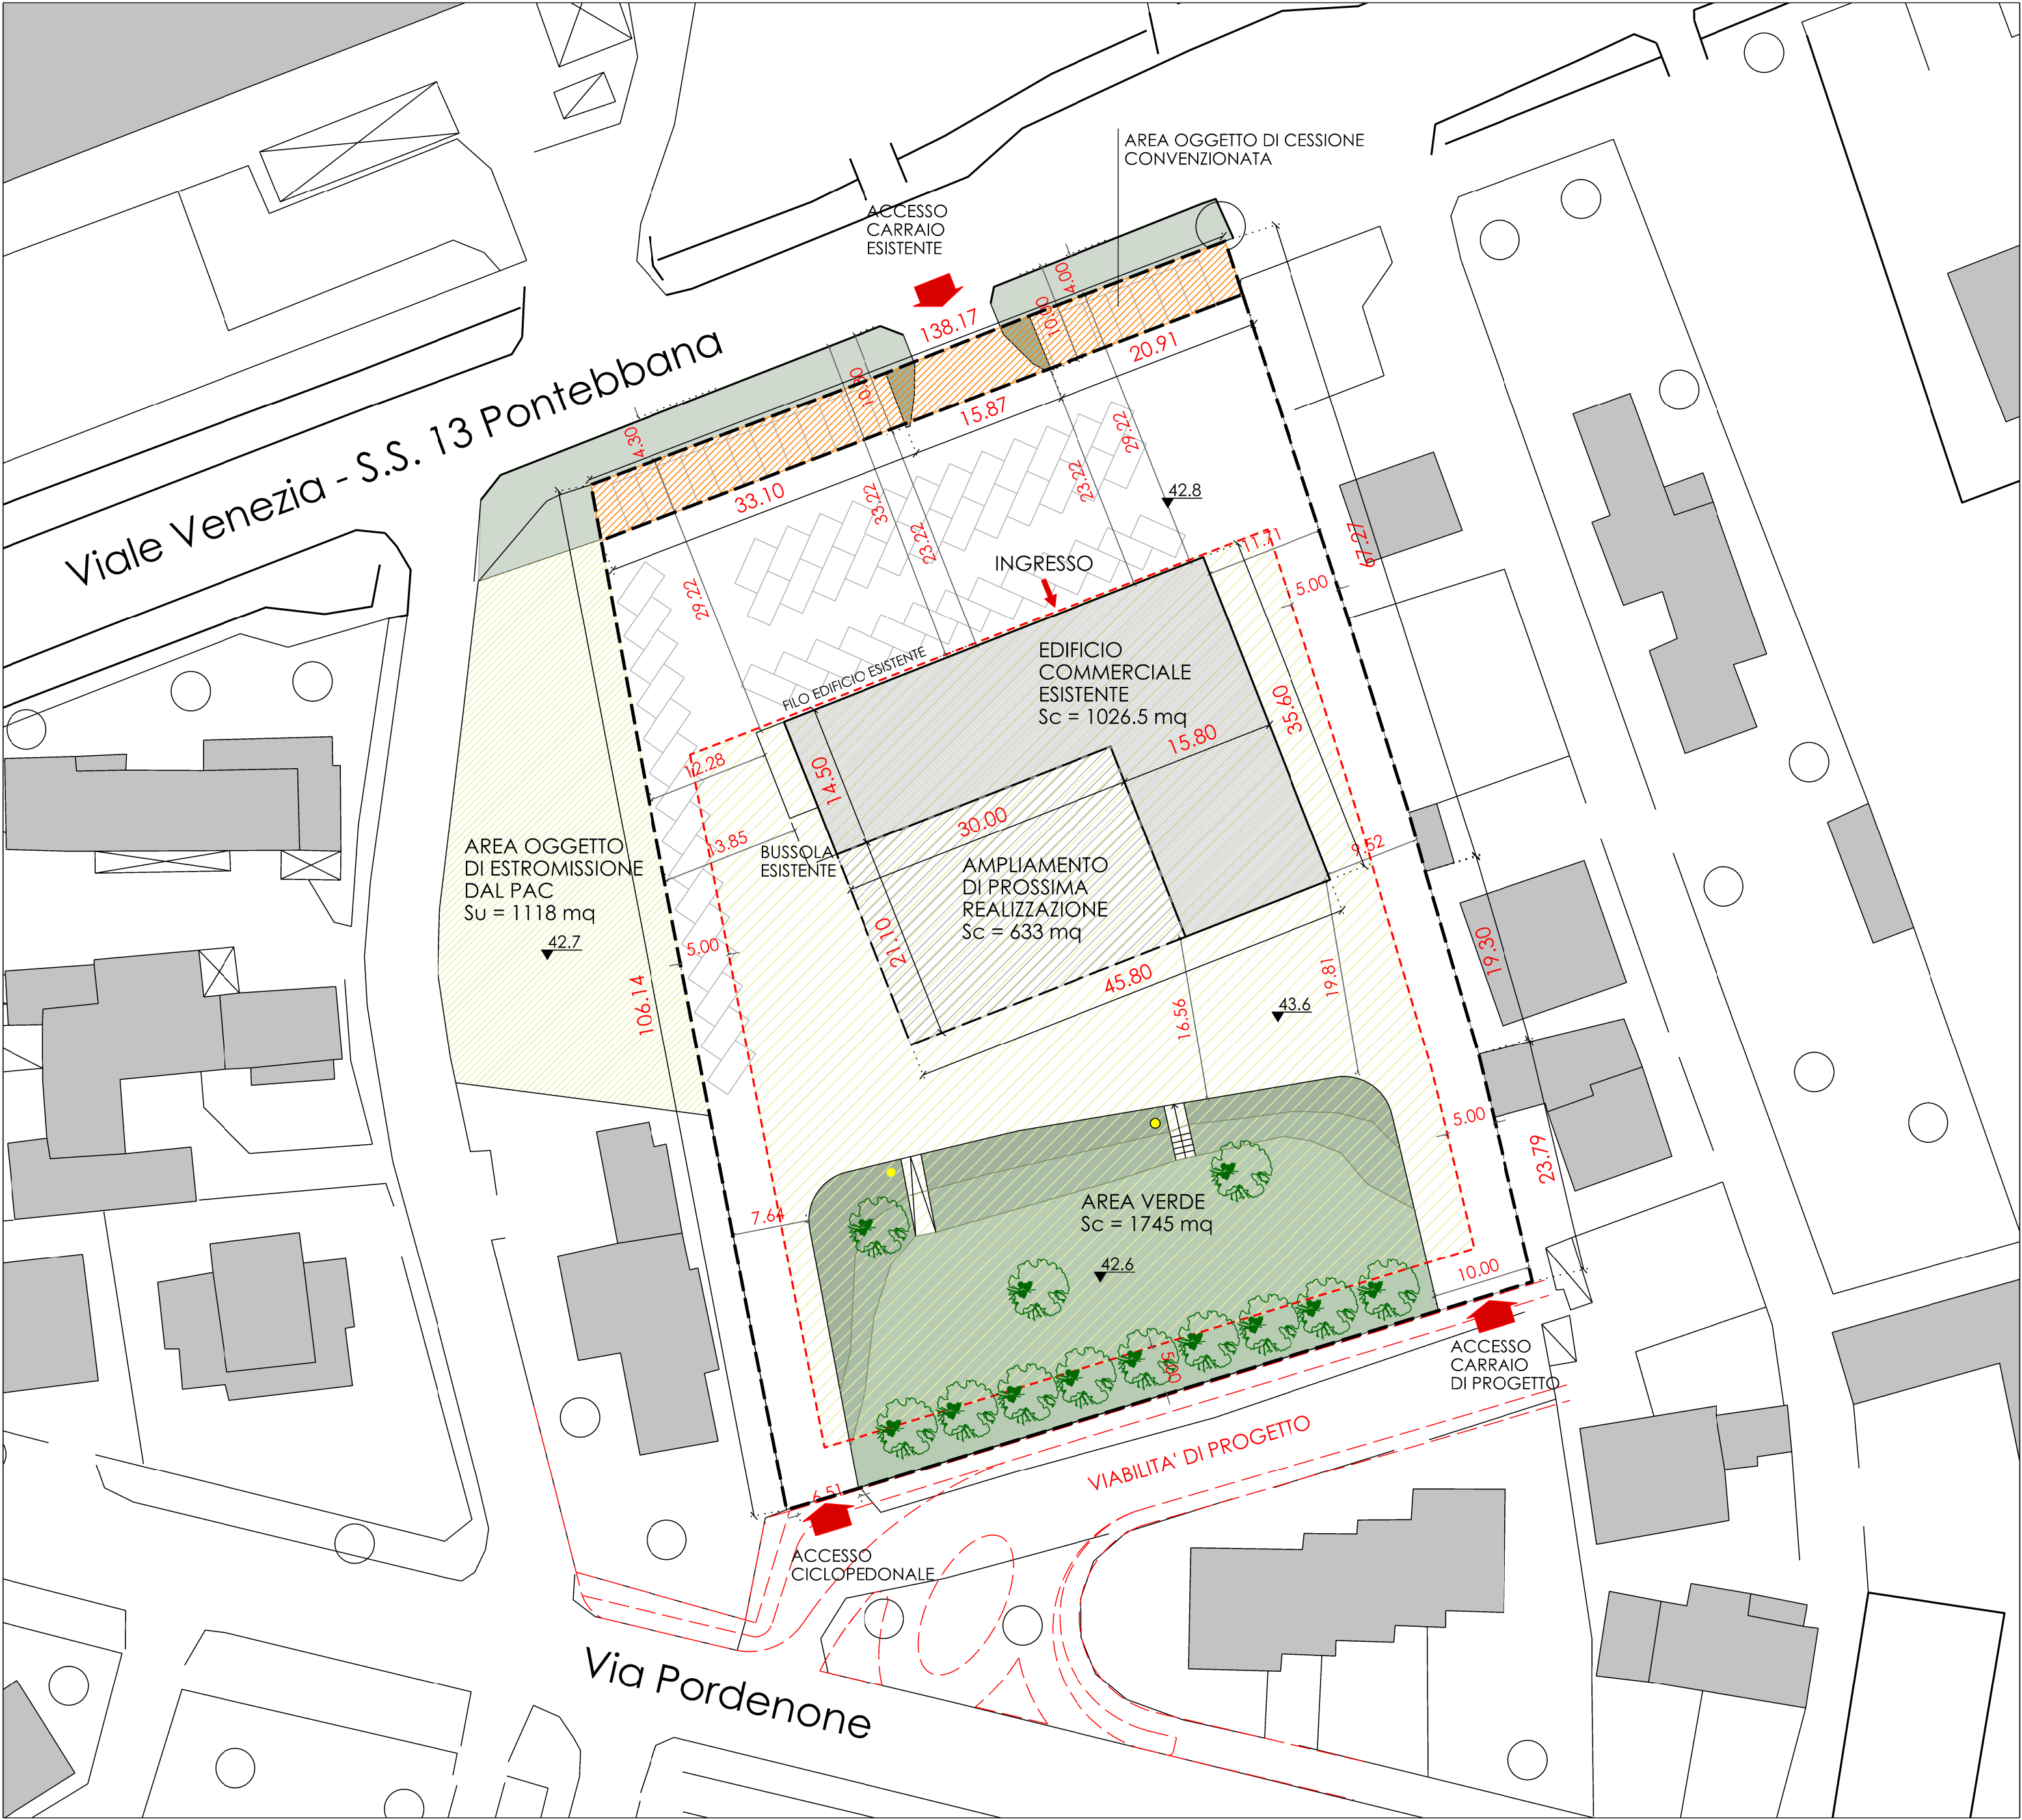 AREA OGGETTO DI CESSIONE
CONVENZIONATA
ACCESSO
CARRAIO
ESISTENTE
138.17
4.00
10.00
20.91
15.87
10.00
4.30
33.10
Viale Venezia - S.S. 13 Pontebbana
29.22
23.22
33.22
23.22
29.22
42.8
INGRESSO
11.71
67.27
5.00
FILO EDIFICIO ESISTENTE
EDIFICIO
COMMERCIALE
ESISTENTE
Sc = 1026.5 mq
35.60
15.80
12.28
14.50
30.00
13.85
BUSSOLA
ESISTENTE
9.52
AREA OGGETTO
DI ESTROMISSIONE
DAL PAC
Su = 1118 mq
42.7
AMPLIAMENTO
DI PROSSIMA
REALIZZAZIONE
Sc = 633 mq
21.10
5.00
45.80
19.81
19.30
106.14
16.56
43.6
5.00
23.79
7.64
AREA VERDE
Sc = 1745 mq
42.6
10.00
5.00
ACCESSO
CARRAIO
DI PROGETTO
VIABILITA' DI PROGETTO
6.51
ACCESSO
CICLOPEDONALE
Via Pordenone